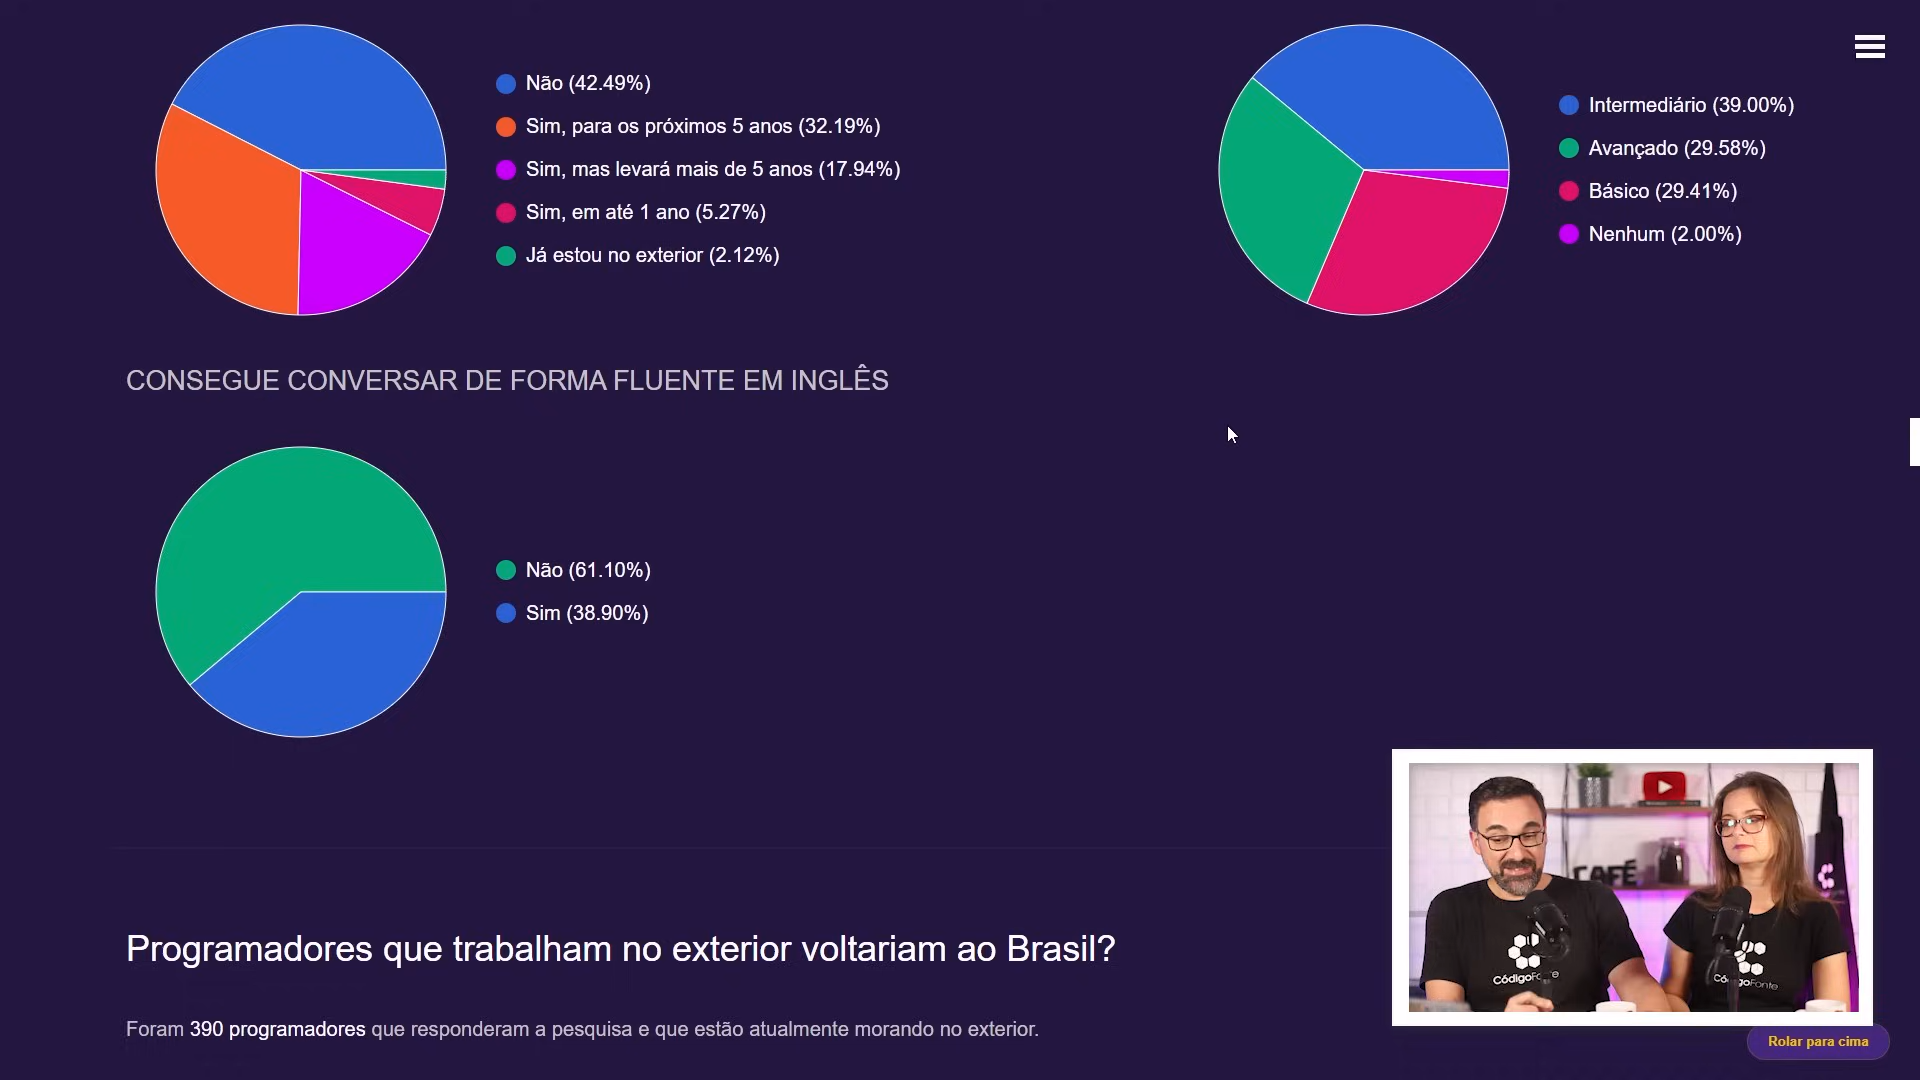 Não (42.49%)
Sim, para os próximos 5 anos (32.19%)
Sim, mas levará mais de 5 anos (17.94%)
Sim, em até 1 ano (5.27%)
Já estou no exterior (2.12%)
Intermediário (39.00%)
Avançado (29.58%)
Básico (29.41%)
Nenhum (2.00%)
CONSEGUE CONVERSAR DE FORMA FLUENTE EM INGLÊS
Não (61.10%)
Sim (38.90%)
Programadores que trabalham no exterior voltariam ao Brasil?
Foram 390 programadores que responderam a pesquisa e que estão atualmente morando no exterior.
CAFÉ
CódigoFonte
CódigoFonte
Rolar para cima